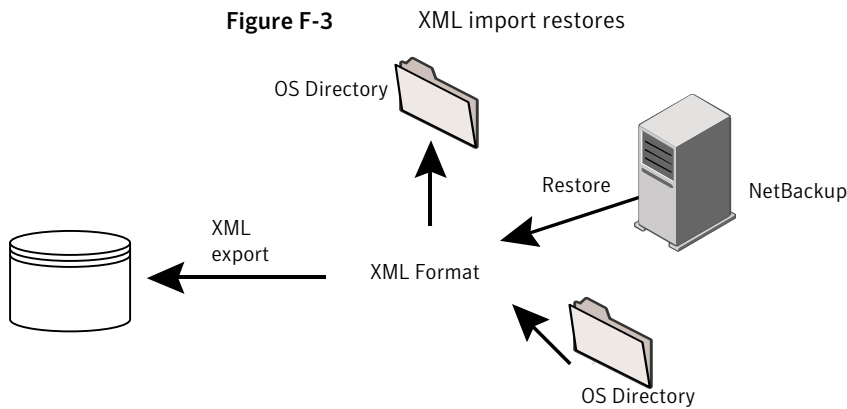 Figure F-3 XML import restores
OS Directory
Restore
NetBackup
XML
export
XML Format
OS Directory